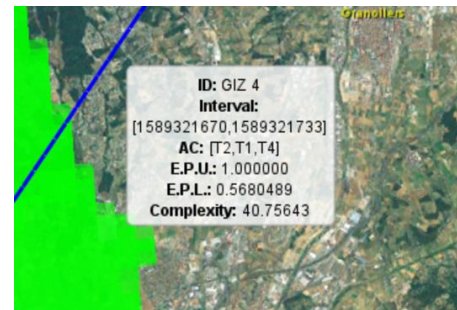 Granollers
ID: GIZ 4
Interval:
[1589321670,1589321733]
AC: [T2,T1,T4]
E.P.U.: 1.000000
E.P.L.: 0.5680489
Complexity: 40.75643